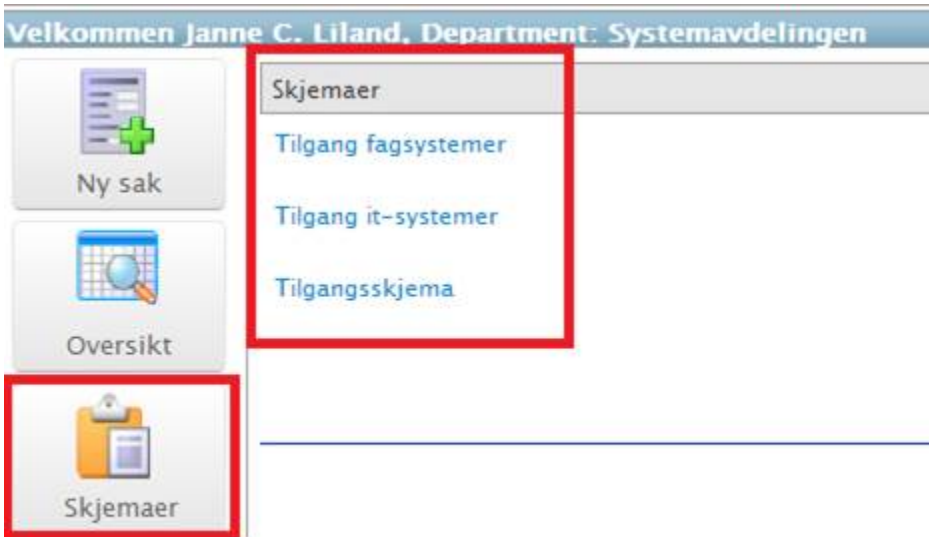 Velkommen Janne C. Liland, Department: Systemavdelingen
Ny sak
Oversikt
Skjemaer
Skjemaer
Tilgang fagsystemer
Tilgang it-systemer
Tilgangsskjema